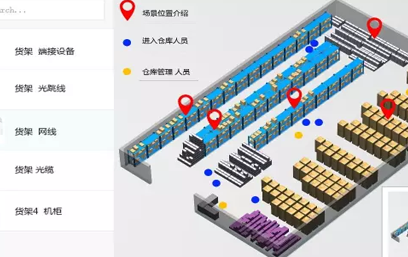 arch...
货架 端接设备
货架 光跳线
货架 网线
货架 光缆
货架4 机柜
场景位置介绍
进入仓库人员
仓库管理 人员